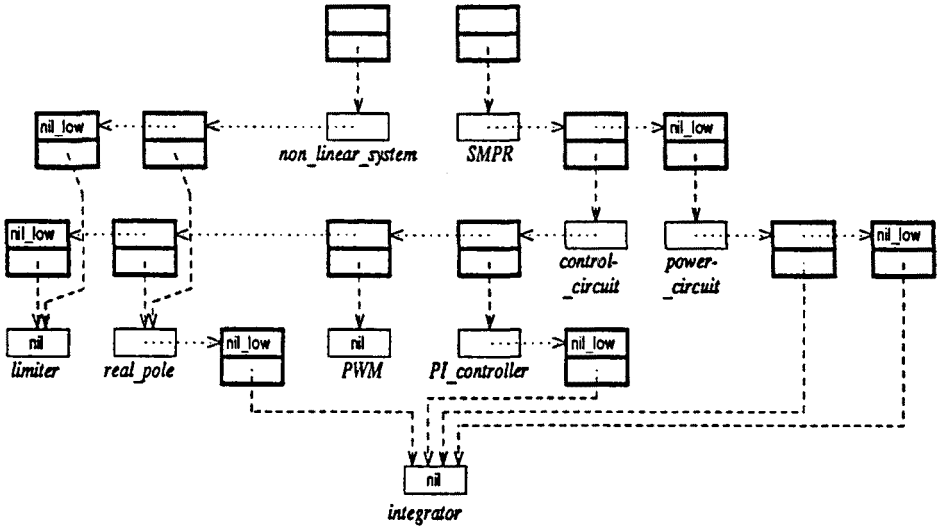 nil_low
non_linear_system
SMPR
nil_low
nil_low
control-
_circuit
power-
_circuit
nil_low
nil
limiter
real_pole
nil_low
nil
PWM
PI_controller
nil_low
nil
integrator